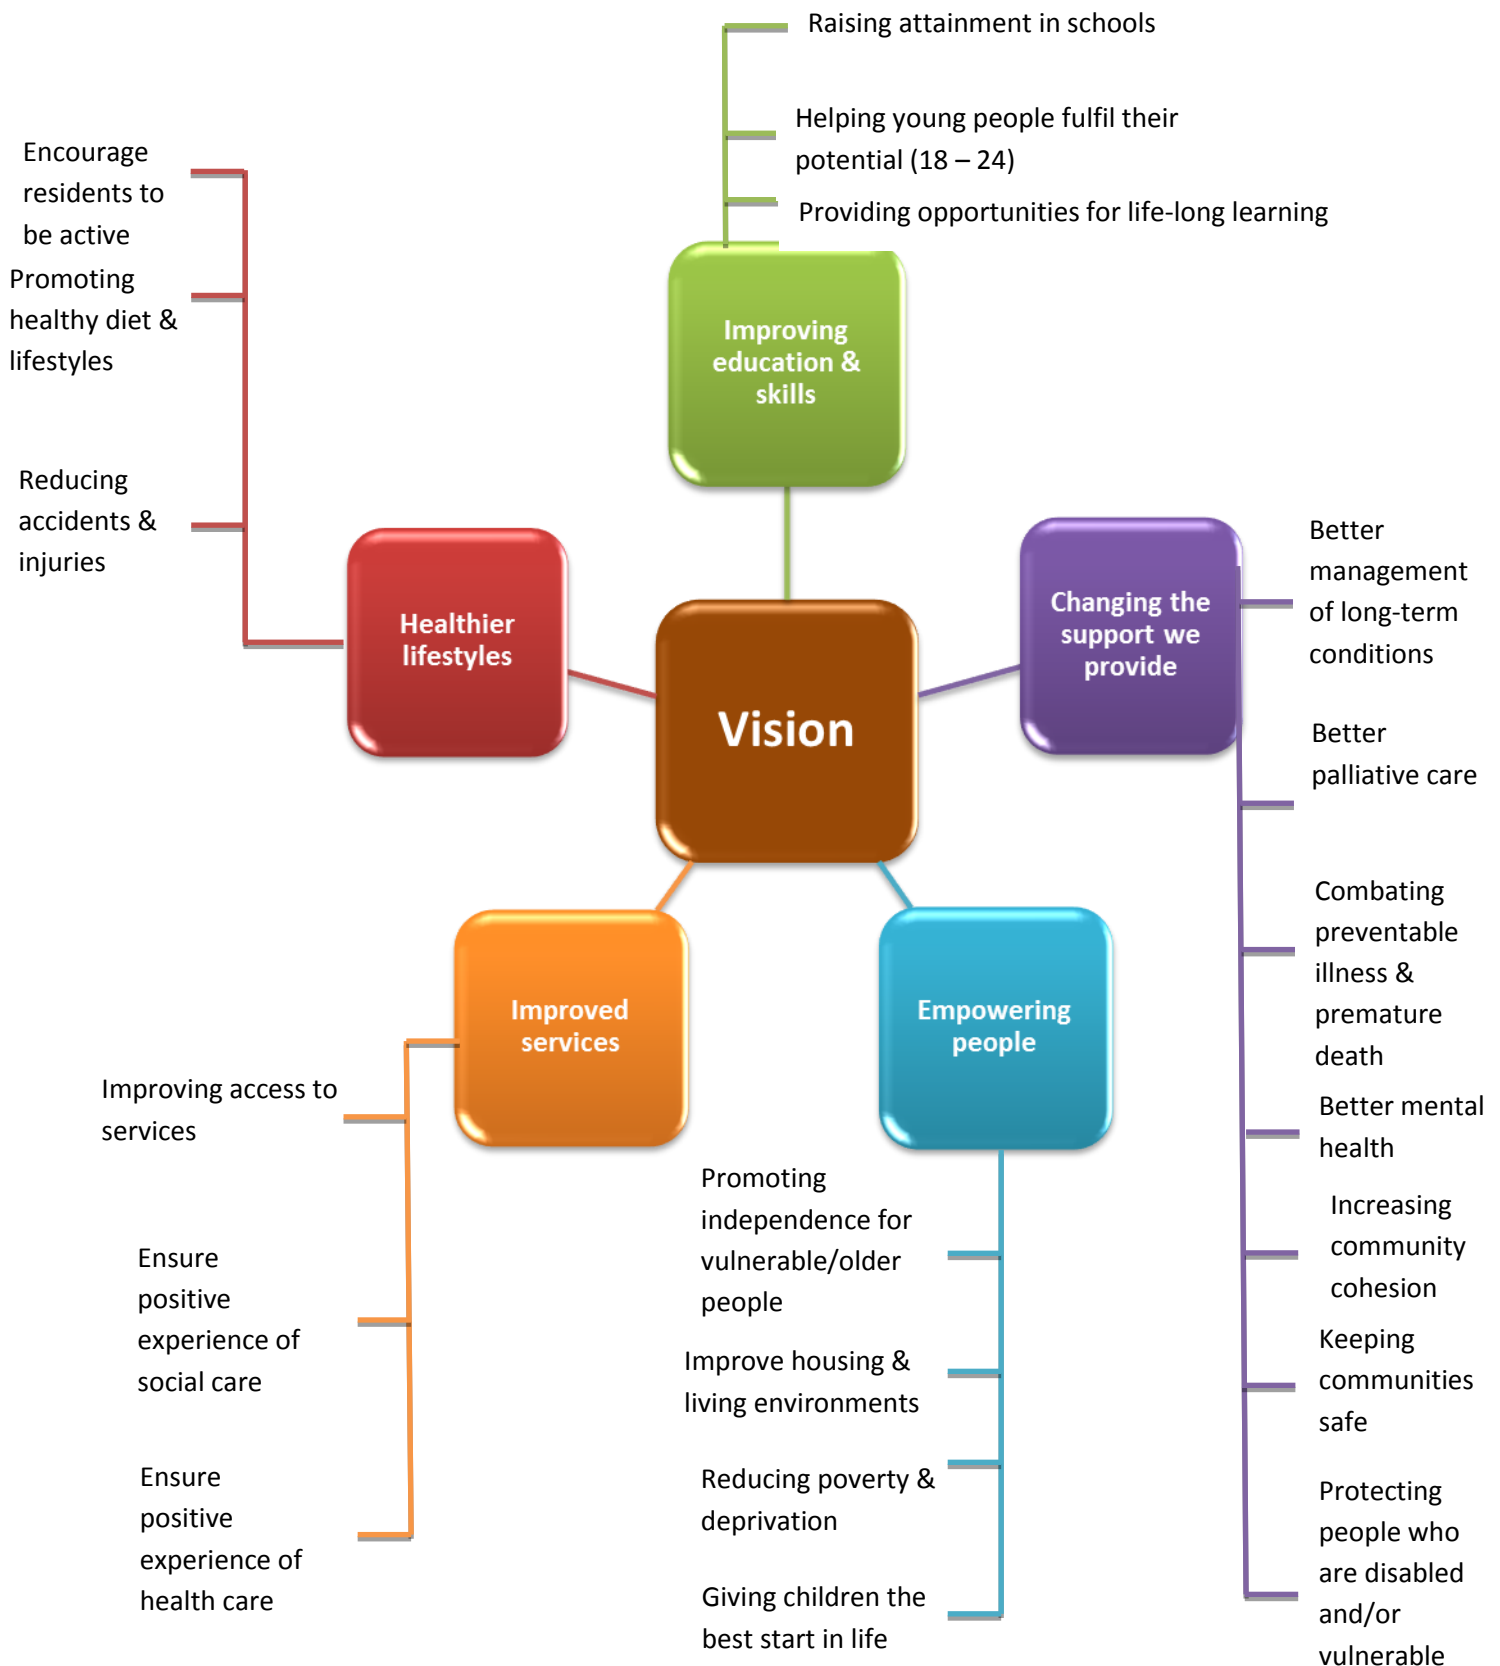 Raising attainment in schools
Helping young people fulfil their
potential (18 – 24)
Providing opportunities for life-long learning
Improving
education &
skills
Encourage
residents to
be active
Promoting
healthy diet &
lifestyles
Reducing
accidents &
injuries
Healthier
lifestyles
Vision
Changing the
support we
provide
Better
management
of long-term
conditions
Better
palliative care
Combating
preventable
illness &
premature
death
Better mental
health
Increasing
community
cohesion
Keeping
communities
safe
Protecting
people who
are disabled
and/or
vulnerable
Improved
services
Improving access to
services
Ensure
positive
experience of
social care
Ensure
positive
experience of
health care
Empowering
people
Promoting
independence for
vulnerable/older
people
Improve housing &
living environments
Reducing poverty &
deprivation
Giving children the
best start in life